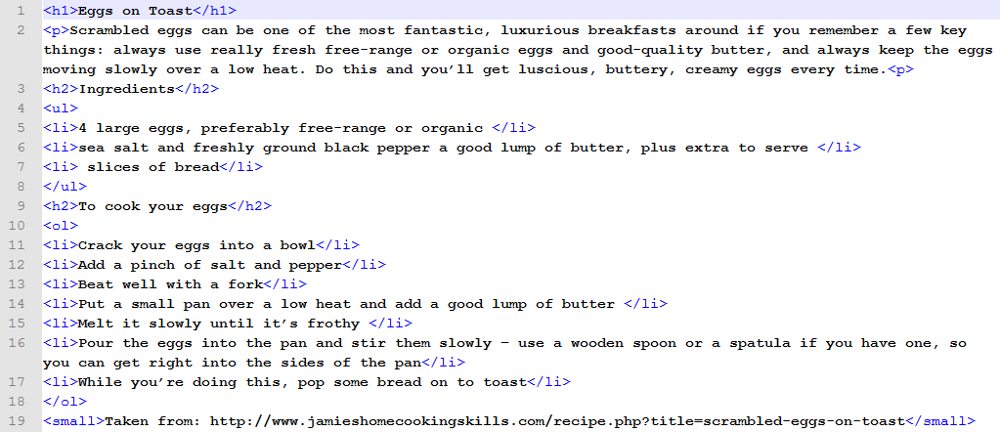 1 <h1>Eggs on Toast</h1>
2 <p>Scrambled eggs can be one of the most fantastic, luxurious breakfasts around if you remember a few key
things: always use really fresh free-range or organic eggs and good-quality butter, and always keep the eggs
moving slowly over a low heat. Do this and you’ll get luscious, buttery, creamy eggs every time.<p>
3 <h2>Ingredients</h2>
4 <ul>
5 <li>4 large eggs, preferably free-range or organic </li>
6 <li>sea salt and freshly ground black pepper a good lump of butter, plus extra to serve </li>
7 <li> slices of bread</li>
8 </ul>
9 <h2>To cook your eggs</h2>
10 <ol>
11 <li>Crack your eggs into a bowl</li>
12 <li>Add a pinch of salt and pepper</li>
13 <li>Beat well with a fork</li>
14 <li>Put a small pan over a low heat and add a good lump of butter </li>
15 <li>Melt it slowly until it’s frothy </li>
16 <li>Pour the eggs into the pan and stir them slowly – use a wooden spoon or a spatula if you have one, so
you can get right into the sides of the pan</li>
17 <li>While you’re doing this, pop some bread on to toast</li>
18 </ol>
19 <small>Taken from: http://www.jamieshomecookingskills.com/recipe.php?title=scrambled-eggs-on-toast</small>